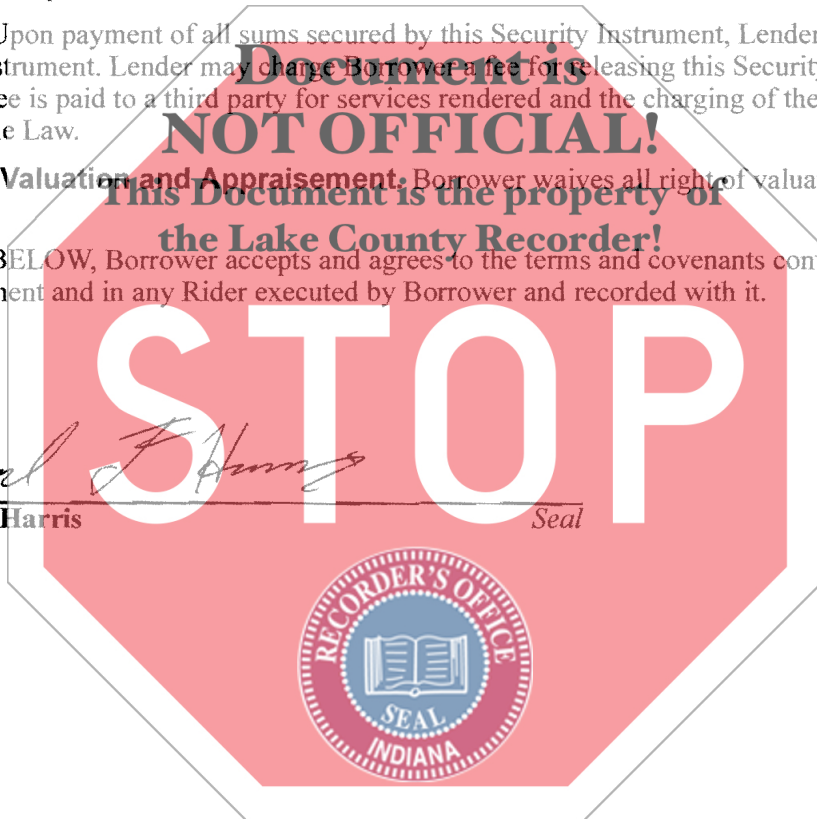 Upon payment of all sums secured by this Security Instrument, Lender
strument. Lender may charge Borrower a fee for releasing this Security
ee is paid to a third party for services rendered and the charging of the
e Law.
Valuation and Appraisement. Borrower waives all right of valua
BELOW, Borrower accepts and agrees to the terms and covenants con
ent and in any Rider executed by Borrower and recorded with it.
Document is
NOT OFFICIAL!
This Document is the property of
the Lake County Recorder!
STOP
Harris Seal
RECORDER'S OFFICE
SEAL
INDIANA